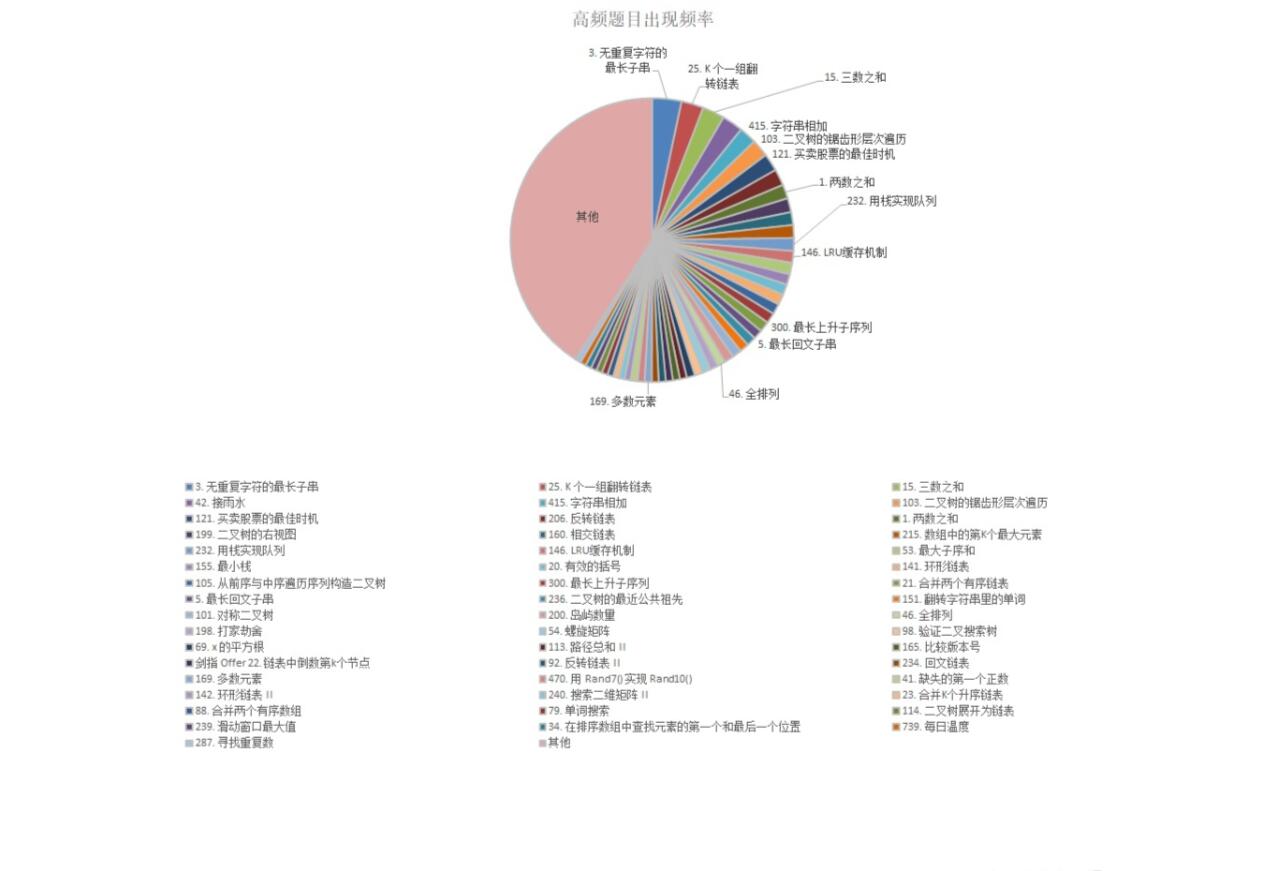 高频题目出现频率
3. 无重复字符的
最长子串
25. K 个一组翻
转链表
15. 三数之和
415. 字符串相加
103. 二叉树的锯齿形层次遍历
121. 买卖股票的最佳时机
1. 两数之和
232. 用栈实现队列
其他
146. LRU缓存机制
300. 最长上升子序列
5. 最长回文子串
46. 全排列
169. 多数元素
3. 无重复字符的最长子串
25. K 个一组翻转链表
15. 三数之和
42. 接雨水
415. 字符串相加
103. 二叉树的锯齿形层次遍历
121. 买卖股票的最佳时机
206. 反转链表
1. 两数之和
199. 二叉树的右视图
160. 相交链表
215. 数组中的第K个最大元素
232. 用栈实现队列
146. LRU缓存机制
53. 最大子序和
155. 最小栈
20. 有效的括号
141. 环形链表
105. 从前序与中序遍历序列构造二叉树
300. 最长上升子序列
21. 合并两个有序链表
5. 最长回文子串
236. 二叉树的最近公共祖先
151. 翻转字符串里的单词
101. 对称二叉树
200. 岛屿数量
46. 全排列
198. 打家劫舍
54. 螺旋矩阵
98. 验证二叉搜索树
69. x 的平方根
113. 路径总和 II
165. 比较版本号
剑指 Offer 22. 链表中倒数第k个节点
92. 反转链表 II
234. 回文链表
169. 多数元素
470. 用 Rand7() 实现 Rand10()
41. 缺失的第一个正数
142. 环形链表 II
240. 搜索二维矩阵 II
23. 合并K个升序链表
88. 合并两个有序数组
79. 单词搜索
114. 二叉树展开为链表
239. 滑动窗口最大值
34. 在排序数组中查找元素的第一个和最后一个位置
739. 每日温度
287. 寻找重复数
其他